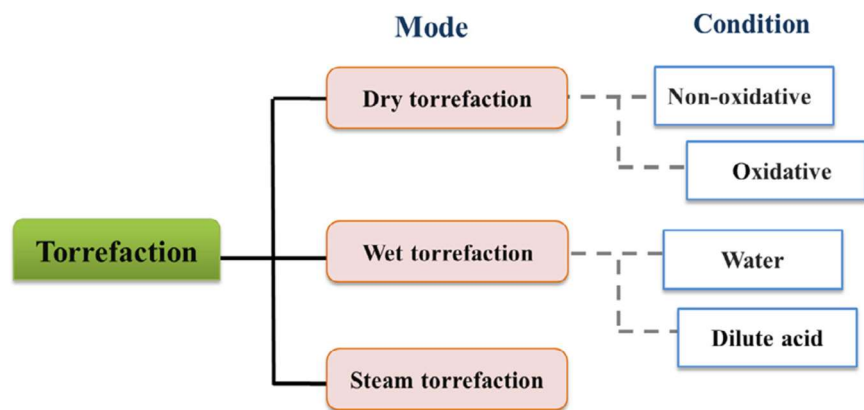 Mode
Condition
Dry torrefaction
Non-oxidative
Oxidative
Torrefaction
Wet torrefaction
Water
Dilute acid
Steam torrefaction